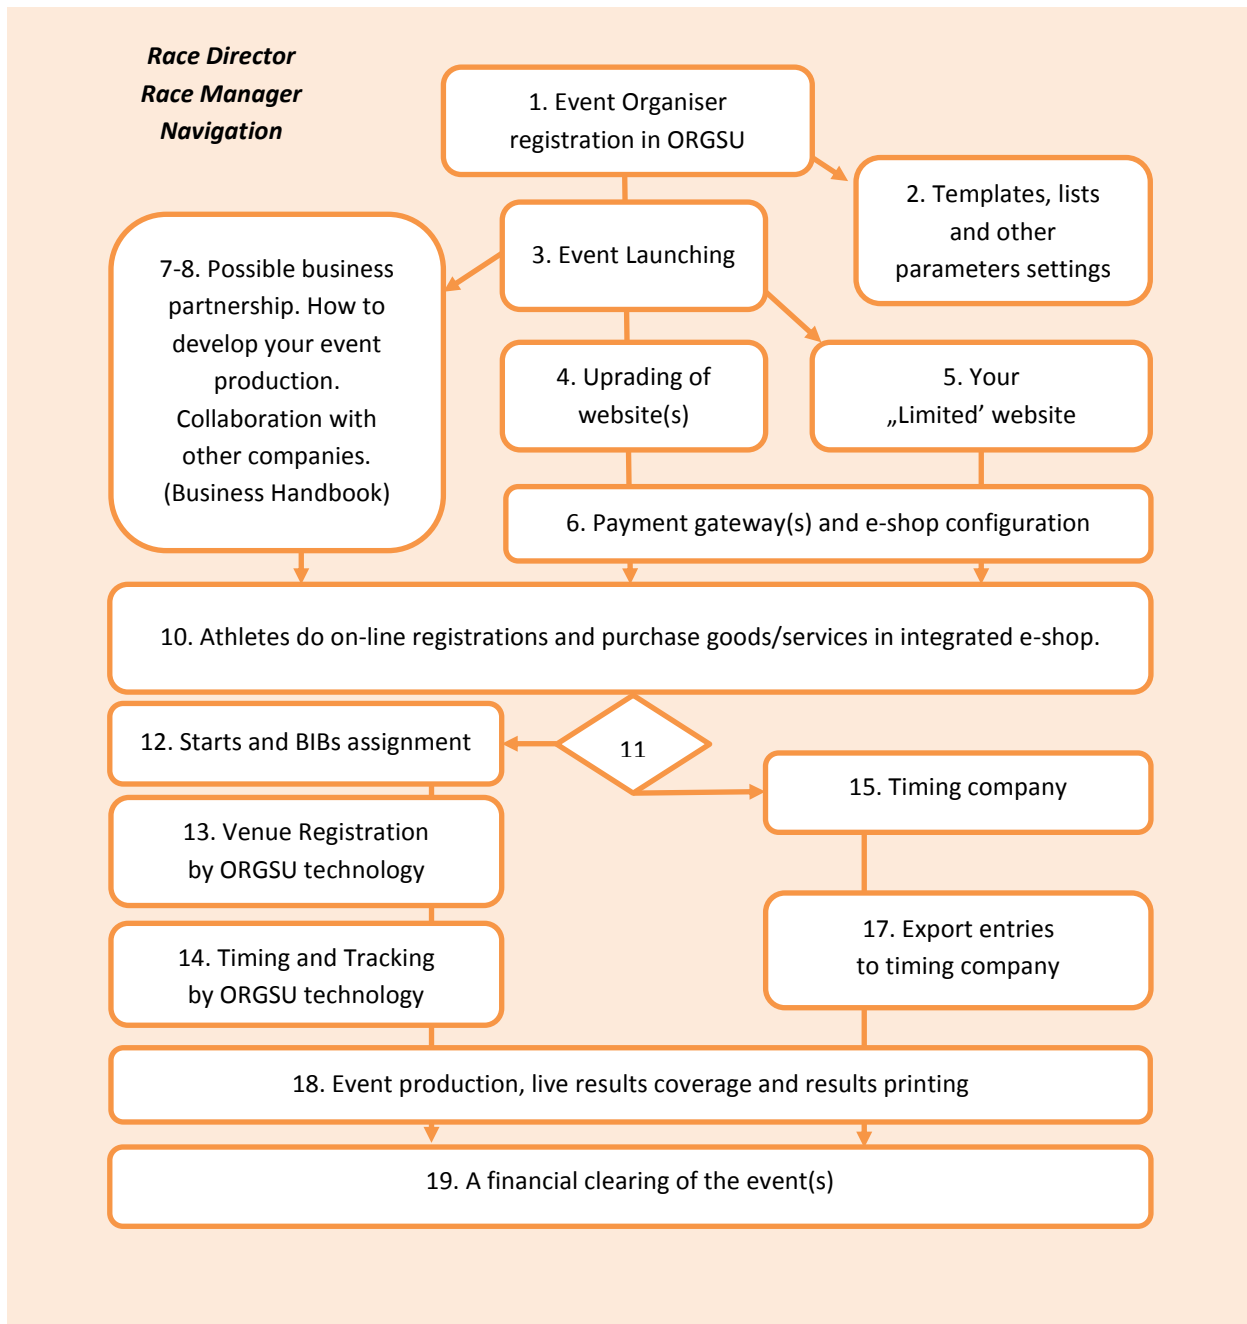 Race Director
Race Manager
Navigation
1. Event Organiser
registration in ORGSU
2. Templates, lists
and other
parameters settings
3. Event Launching
7-8. Possible business
partnership. How to
develop your event
production.
Collaboration with
other companies.
(Business Handbook)
4. Uprading of
website(s)
5. Your
„Limited’ website
6. Payment gateway(s) and e-shop configuration
10. Athletes do on-line registrations and purchase goods/services in integrated e-shop.
11
12. Starts and BIBs assignment
13. Venue Registration
by ORGSU technology
14. Timing and Tracking
by ORGSU technology
15. Timing company
17. Export entries
to timing company
18. Event production, live results coverage and results printing
19. A financial clearing of the event(s)